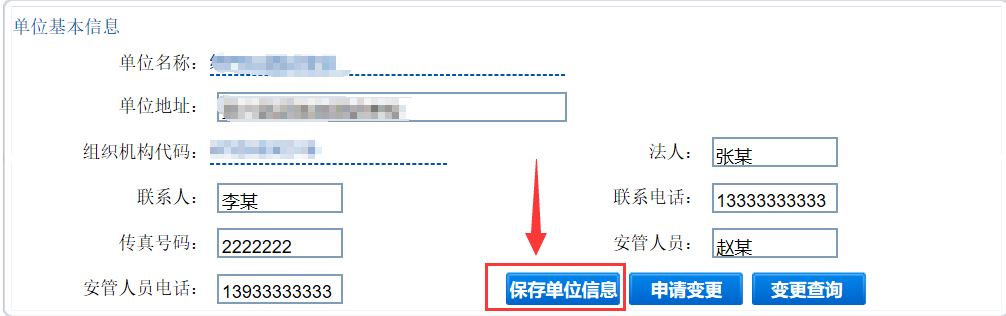 单位基本信息
单位名称：
单位地址：
组织机构代码： 法人： 张某
联系人： 李某 联系电话： 13333333333
传真号码： 2222222 安管人员： 赵某
安管人员电话： 13933333333 保存单位信息 申请变更 变更查询